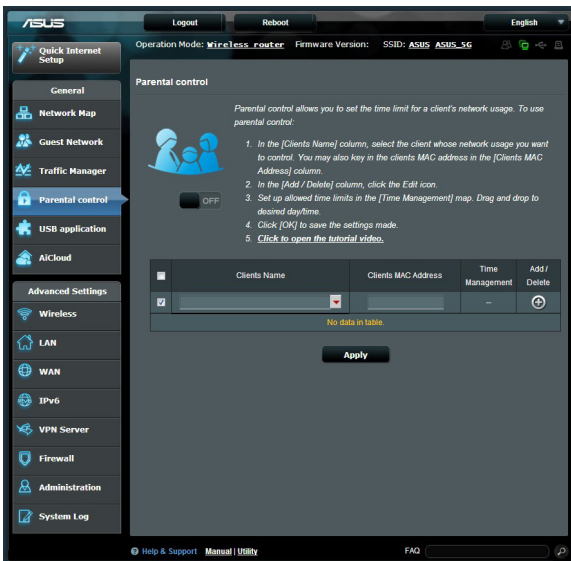 ASUS
Logout
Reboot
English
Quick Internet
Setup
Operation Mode: Wireless router Firmware Version: SSID: ASUS ASUS_5G
General
Network Map
Guest Network
Traffic Manager
Parental control
USB application
AiCloud
Advanced Settings
Wireless
LAN
WAN
IPv6
VPN Server
Firewall
Administration
System Log
Parental control
Parental control allows you to set the time limit for a client's network usage. To use
parental control:
1. In the [Clients Name] column, select the client whose network usage you want
to control. You may also key in the clients MAC address in the [Clients MAC
Address] column.
2. In the [Add / Delete] column, click the Edit icon.
3. Set up allowed time limits in the [Time Management] map. Drag and drop to
desired day/time.
4. Click [OK] to save the settings made.
5. Click to open the tutorial video.
OFF
Clients Name
Clients MAC Address
Time
Management
Add /
Delete
--
No data in table.
Apply
Help & Support Manual | Utility
FAQ